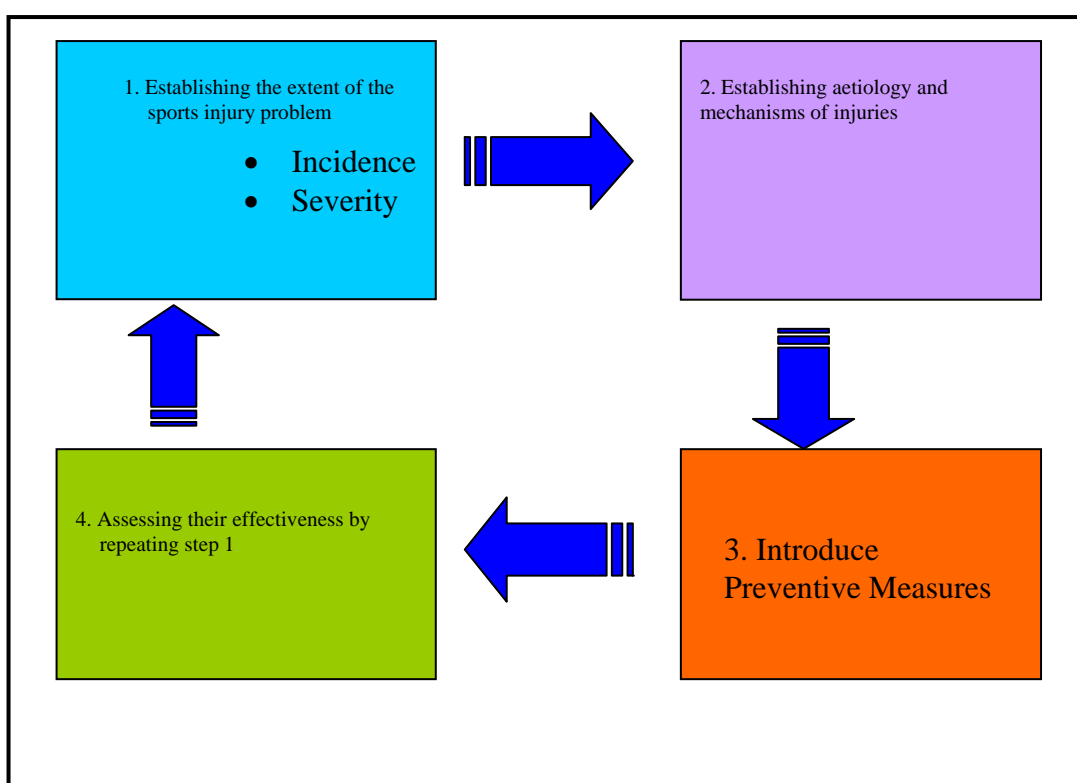 1. Establishing the extent of the
sports injury problem
• Incidence
• Severity
2. Establishing aetiology and
mechanisms of injuries
3. Introduce
Preventive Measures
4. Assessing their effectiveness by
repeating step 1